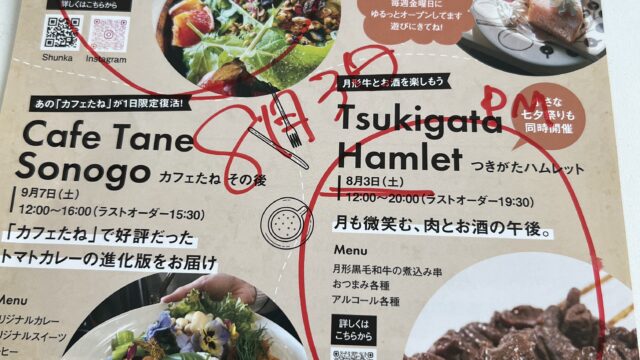 詳しくはこちらから
Shunka
Instagram
毎週金曜日に
ゆるっとオープンしてます
遊びにきてね!
あの「カフェたね」が1日限定復活!
Cafe Tane
Sonogo カフェたね その後
9月7日(土)
12:00〜16:00(ラストオーダー15:30)
「カフェたね」で好評だった
トマトカレーの進化版をお届け
Menu
オリジナルカレー
オリジナルスイーツ
コーヒー
8月3日
PM
月形牛とお酒を楽しもう
Tsukigata
Hamlet つきがたハムレット
七夕祭りも
同時開催
8月3日(土)
12:00〜20:00(ラストオーダー19:30)
月も微笑む、肉とお酒の午後。
Menu
月形黒毛和牛の煮込み串
おつまみ各種
アルコール各種
詳しくは
こちらから